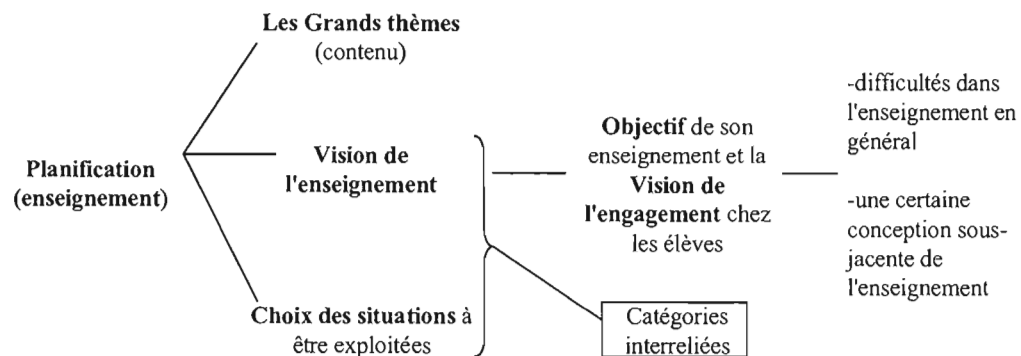 Les Grands thèmes
(contenu)
Planification
(enseignement)
Vision de
l'enseignement
Choix des situations à
être exploitées
Objectif de son
enseignement et la
Vision de
l'engagement chez
les élèves
Catégories
interreliées
-difficultés dans
l'enseignement en
général
-une certaine
conception sous-
jacente de
l'enseignement